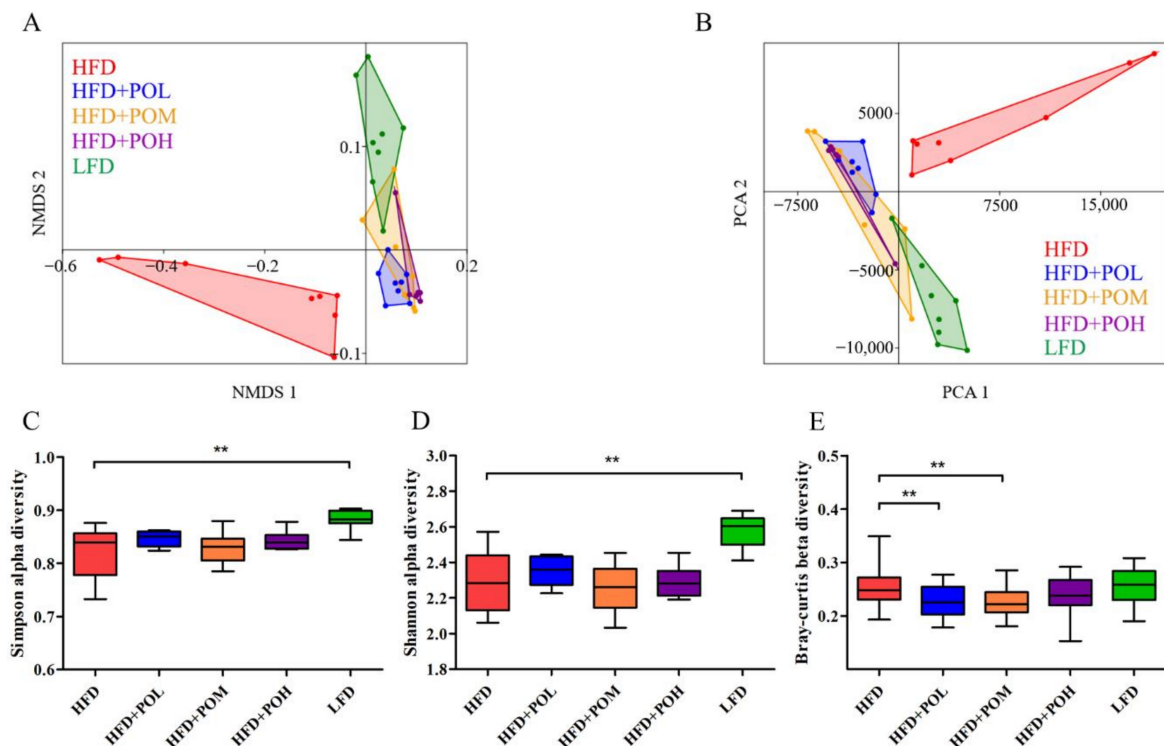 A
HFD
HFD+POL
HFD+POM
HFD+POH
LFD
NMDS 2
0.1
−0.6
−0.4
−0.2
0.2
−0.1
NMDS 1
B
5000
−7500
7500
15,000
−5000
−10,000
PCA 2
HFD
HFD+POL
HFD+POM
HFD+POH
LFD
PCA 1
C
Simpson alpha diversity
1.0
0.9
0.8
0.7
0.6
**
HFD
HFD+POL
HFD+POM
HFD+POH
LFD
D
Shannon alpha diversity
3.0
2.8
2.6
2.4
2.2
2.0
1.8
**
HFD
HFD+POL
HFD+POM
HFD+POH
LFD
E
Bray-curtis beta diversity
0.5
0.4
0.3
0.2
**
**
HFD
HFD+POL
HFD+POM
HFD+POH
LFD